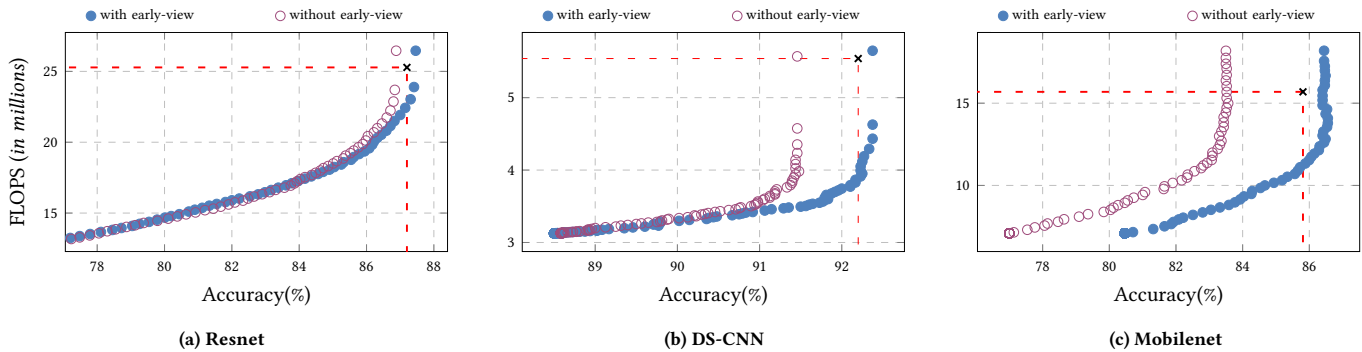 with early-view without early-view with early-view without early-view with early-view without early-view
FLOPS (in millions)
25
20
15
78 80 82 84 86 88
Accuracy(%)
(a) Resnet
5
4
3
89 90 91 92
Accuracy(%)
(b) DS-CNN
15
10
78 80 82 84 86
Accuracy(%)
(c) Mobilenet